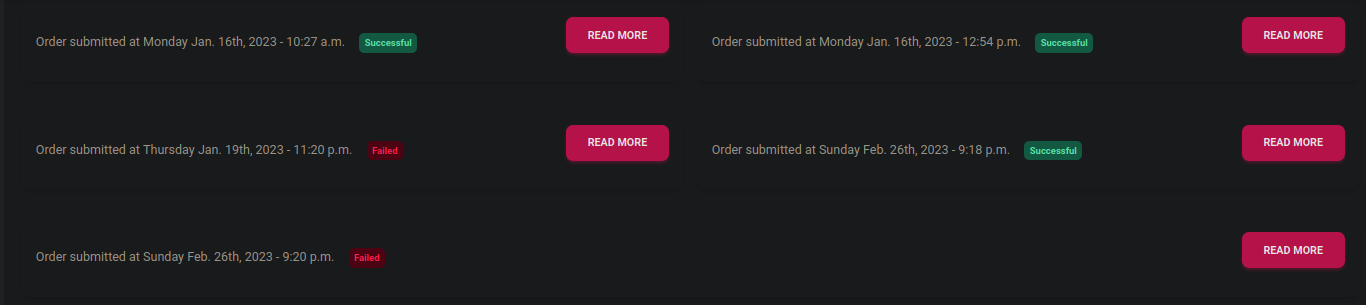 Order submitted at Monday Jan. 16th, 2023 - 10:27 a.m. Successful READ MORE
Order submitted at Monday Jan. 16th, 2023 - 12:54 p.m. Successful READ MORE
Order submitted at Thursday Jan. 19th, 2023 - 11:20 p.m. Failed READ MORE
Order submitted at Sunday Feb. 26th, 2023 - 9:18 p.m. Successful READ MORE
Order submitted at Sunday Feb. 26th, 2023 - 9:20 p.m. Failed READ MORE